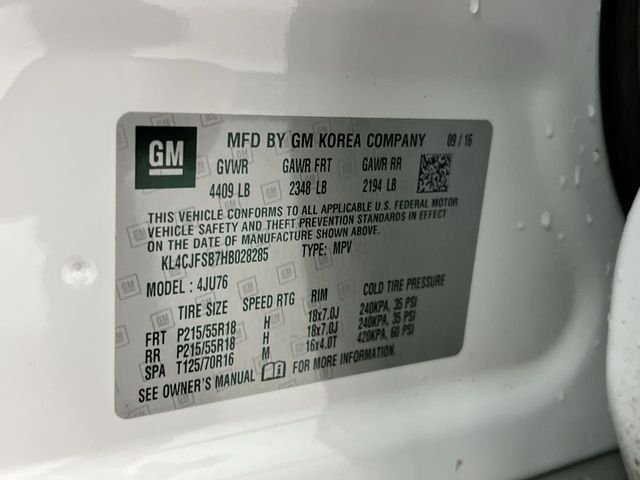 GM MFD BY GM KOREA COMPANY 09/16
GVWR GAWR FRT GAWR RR
4409 LB 2348 LB 2194 LB
THIS VEHICLE CONFORMS TO ALL APPLICABLE U.S. FEDERAL MOTOR
VEHICLE SAFETY AND THEFT PREVENTION STANDARDS IN EFFECT
ON THE DATE OF MANUFACTURE SHOWN ABOVE.
KL4CJFSB7HB028285 TYPE: MPV
MODEL : 4JU76
TIRE SIZE SPEED RTG RIM COLD TIRE PRESSURE
FRT P215/55R18 H 18x7.0J 240KPA, 35 PSI
RR P215/55R18 H 18x7.0J 240KPA, 35 PSI
SPA T125/70R16 M 16x4.0T 420KPA, 60 PSI
SEE OWNER'S MANUAL FOR MORE INFORMATION.